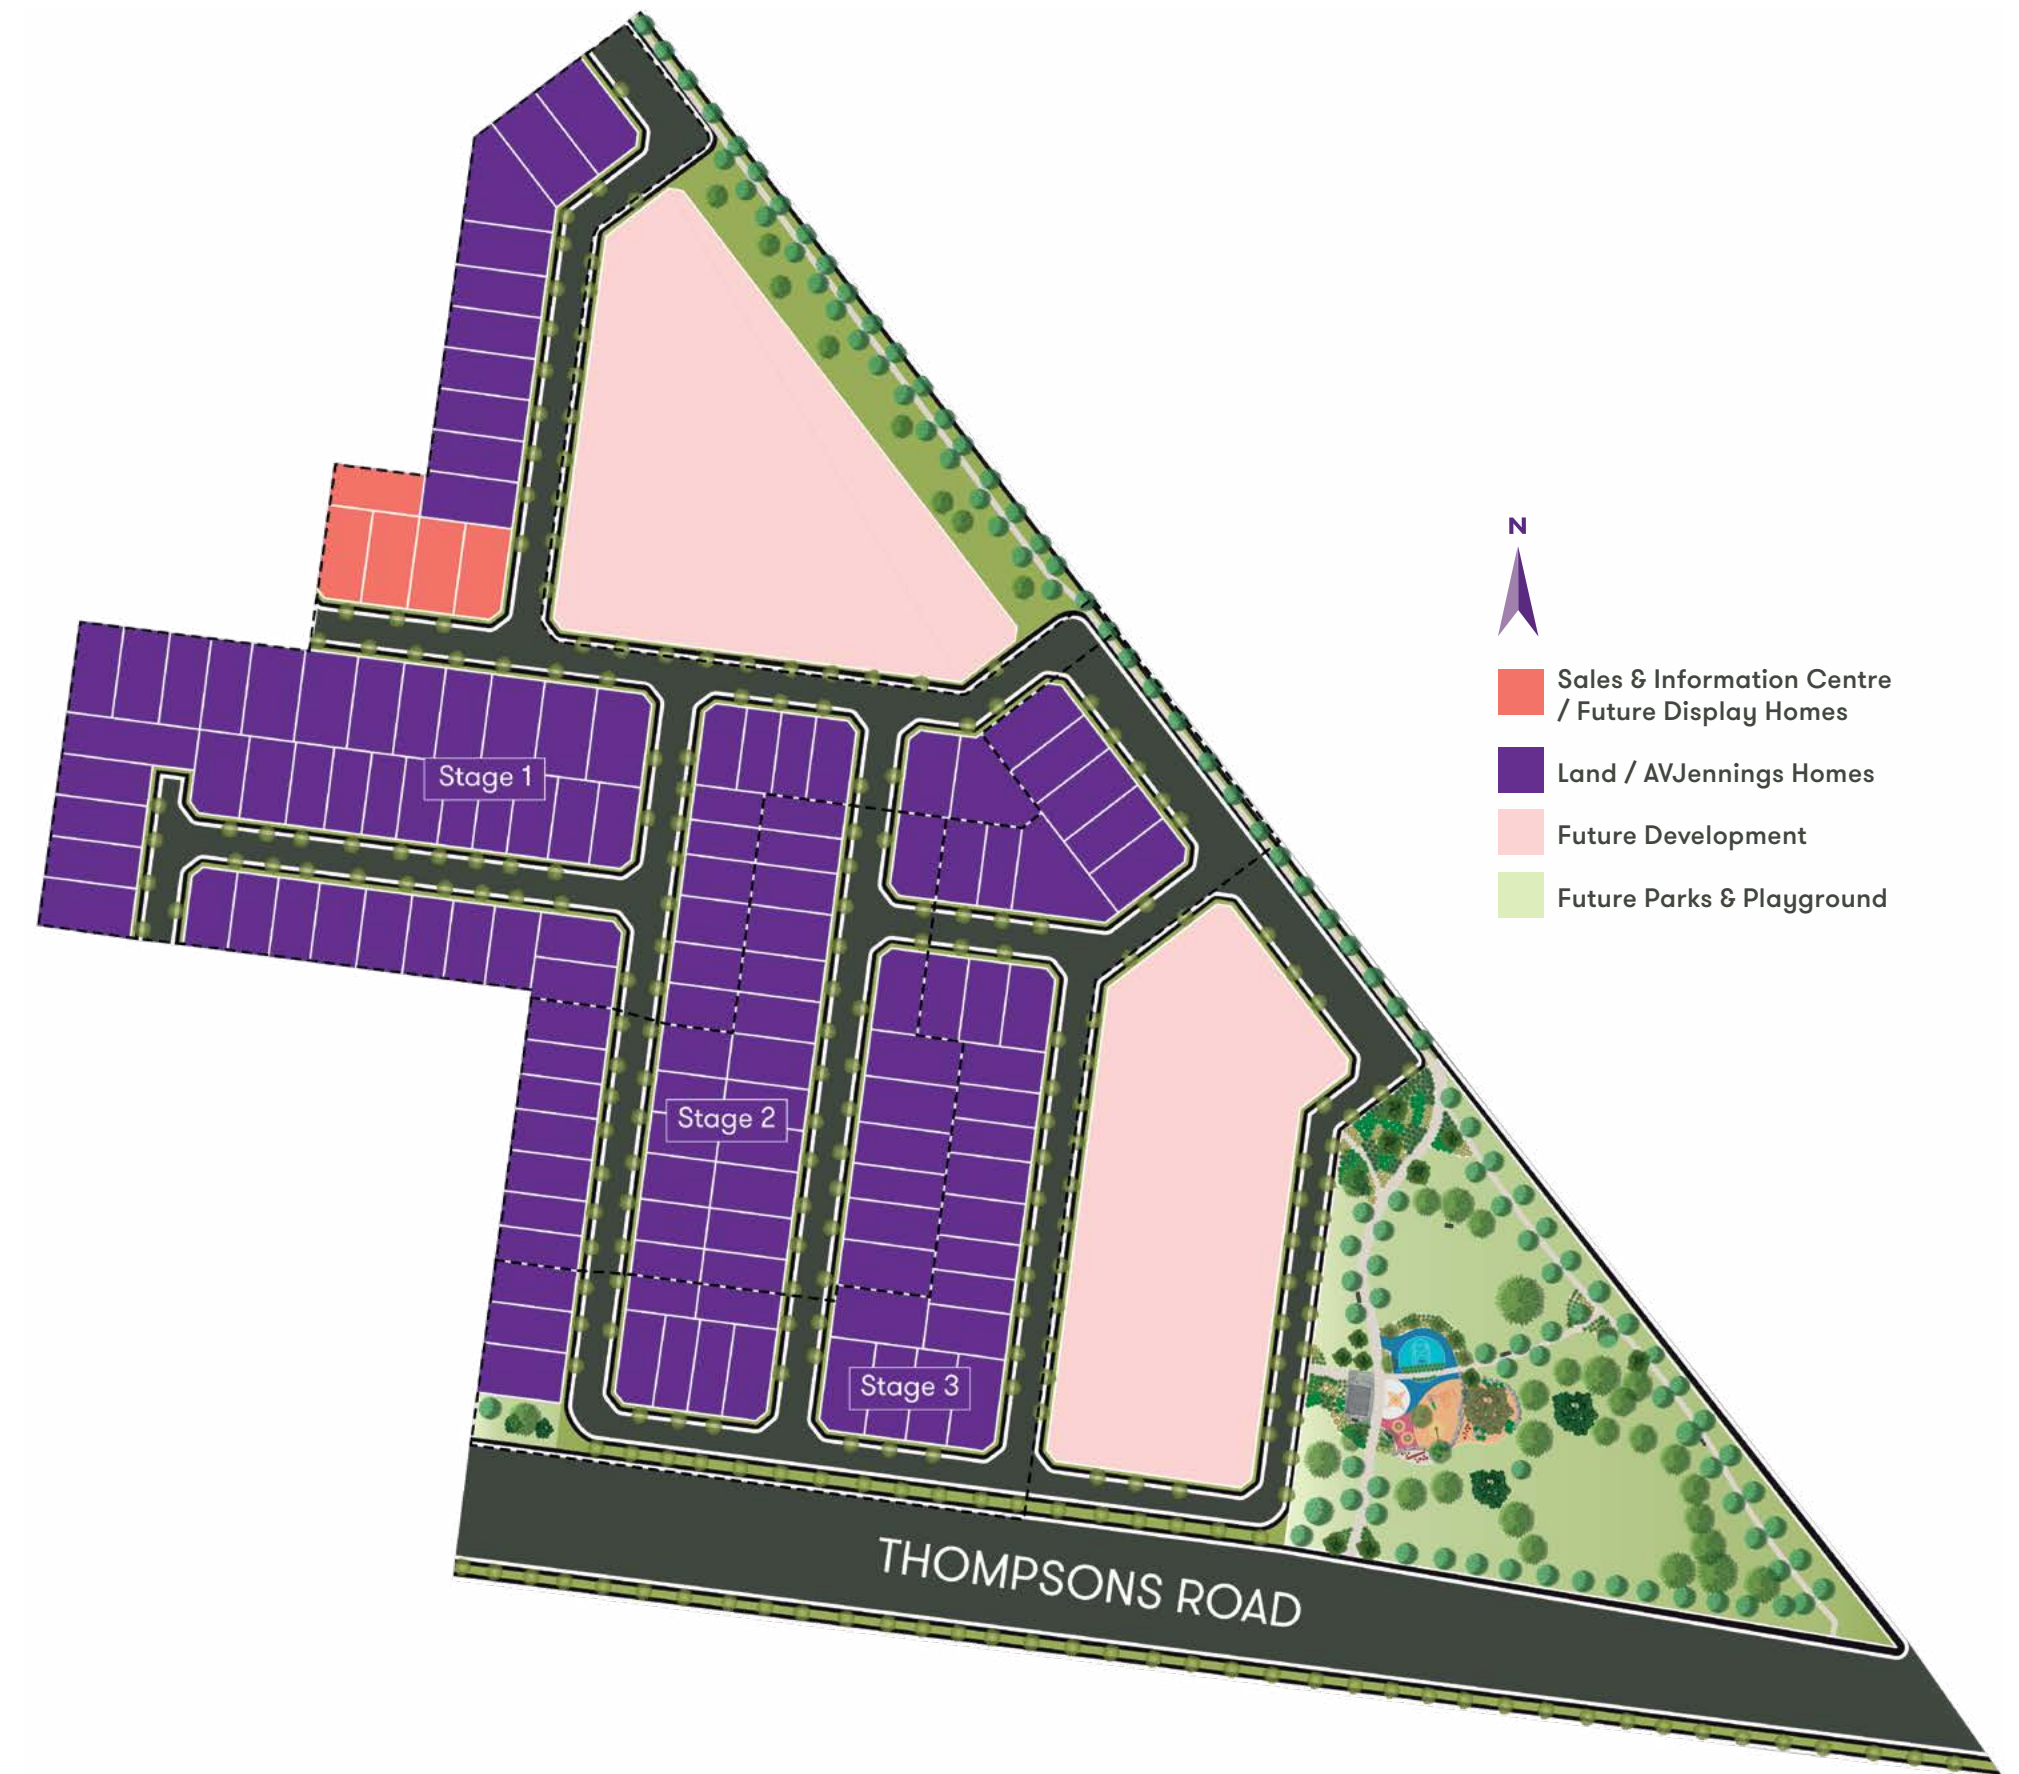 N
Sales & Information Centre
/ Future Display Homes
Land / AVJennings Homes
Future Development
Future Parks & Playground
Stage 1
Stage 2
Stage 3
THOMPSONS ROAD